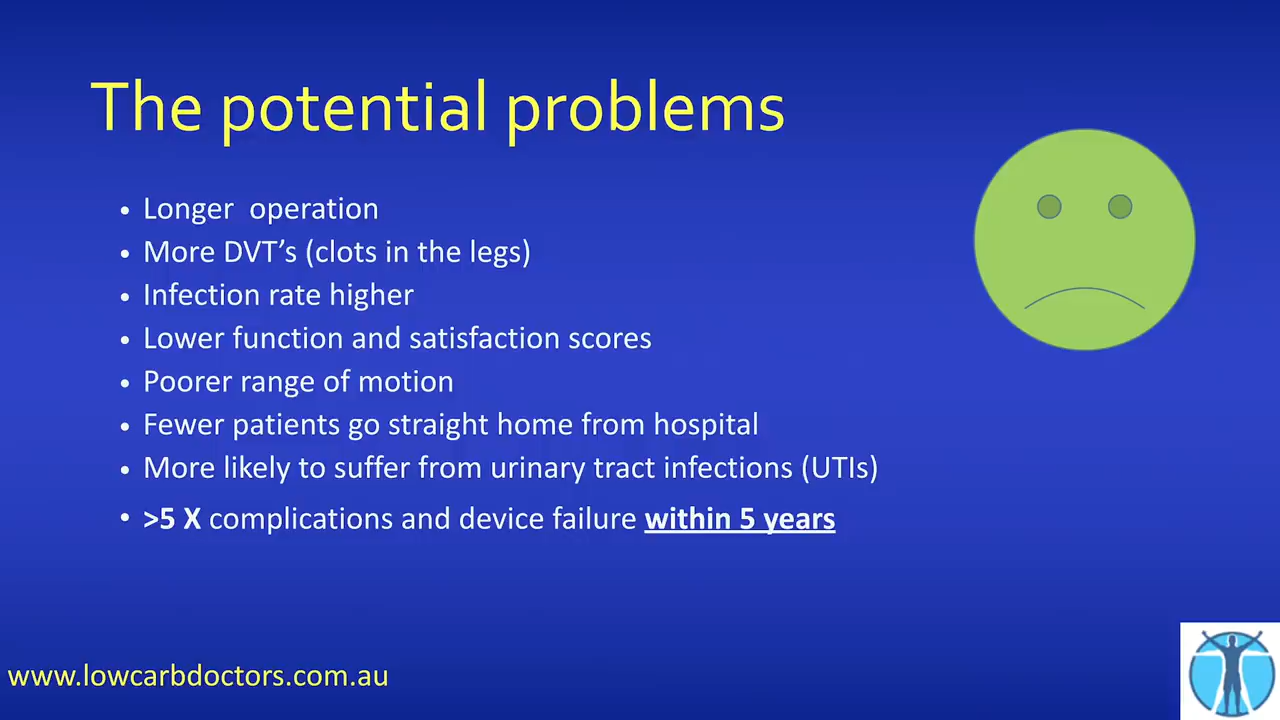 The potential problems
• Longer  operation
• More DVT’s (clots in the legs)
• Infection rate higher
• Lower function and satisfaction scores
• Poorer range of motion
• Fewer patients go straight home from hospital
• More likely to suffer from urinary tract infections (UTIs)
• >5 X complications and device failure within 5 years
www.lowcarbdoctors.com.au